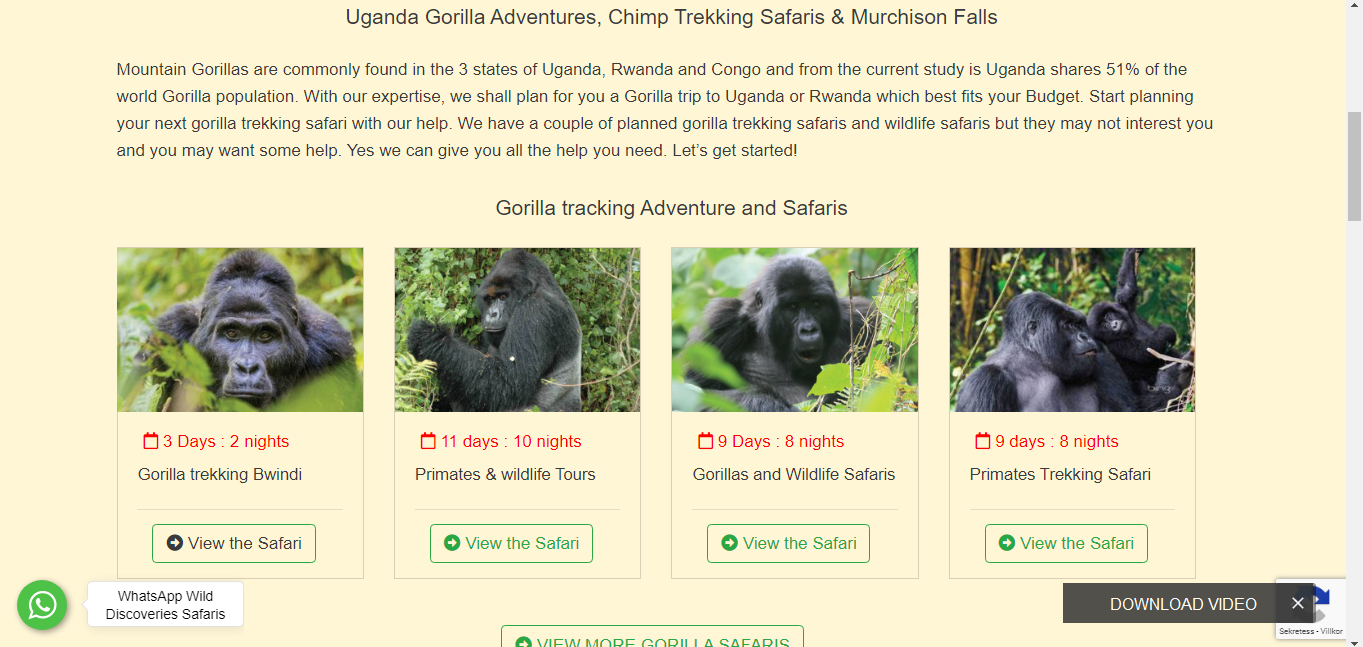 Uganda Gorilla Adventures, Chimp Trekking Safaris & Murchison Falls
Mountain Gorillas are commonly found in the 3 states of Uganda, Rwanda and Congo and from the current study is Uganda shares 51% of the
world Gorilla population. With our expertise, we shall plan for you a Gorilla trip to Uganda or Rwanda which best fits your Budget. Start planning
your next gorilla trekking safari with our help. We have a couple of planned gorilla trekking safaris and wildlife safaris but they may not interest you
and you may want some help. Yes we can give you all the help you need. Let’s get started!
Gorilla tracking Adventure and Safaris
3 Days : 2 nights
Gorilla trekking Bwindi
View the Safari
11 days : 10 nights
Primates & wildlife Tours
View the Safari
9 Days : 8 nights
Gorillas and Wildlife Safaris
View the Safari
bing
9 days : 8 nights
Primates Trekking Safari
View the Safari
WhatsApp Wild
Discoveries Safaris
DOWNLOAD VIDEO
Sekretess - Villkor
VIEW MORE GORILLA SAFARIS